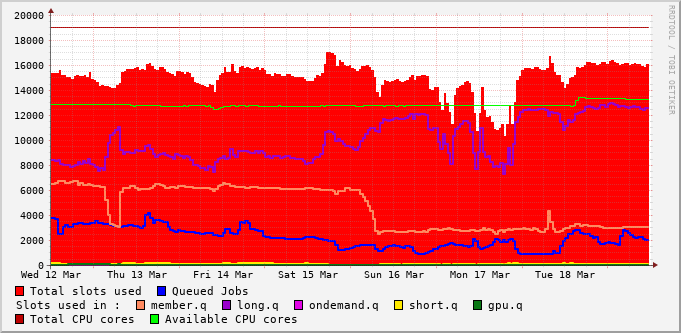 20000
18000
16000
14000
12000
10000
8000
6000
4000
2000
0
Wed 12 Mar Thu 13 Mar Fri 14 Mar Sat 15 Mar Sun 16 Mar Mon 17 Mar Tue 18 Mar
Total slots used Queued Jobs
Slots used in : member.q long.q ondemand.q short.q gpu.q
Total CPU cores Available CPU cores
RRDTOOL / TOBI OETIKER